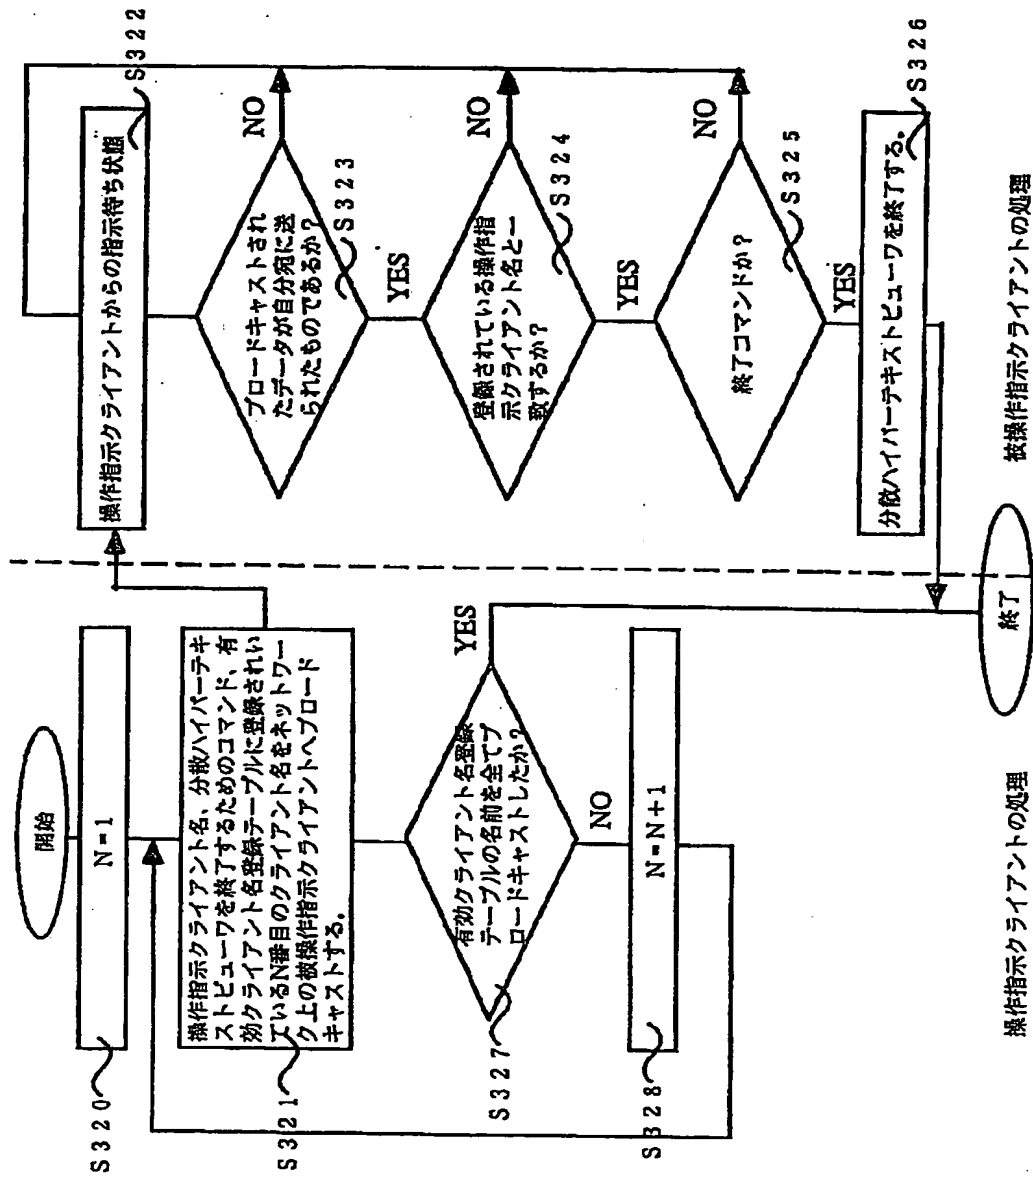 開始
S320
N=1
S321
操作指示クライアント名、分散ハイパーテキ
ストビューワを終了するためのコマンド、有
効クライアント名登録テーブルに登録されい
ているN番目のクライアント名をネットワー
ク上の被操作指示クライアントへブロード
キャストする。
S327
有効クライアント名登録
テーブルの名前を全てブ
ロードキャストしたか?
YES
NO
S328
N=N+1
操作指示クライアントの処理
終了
操作指示クライアントからの指示待ち状態
S322
ブロードキャストされ
たデータが自分宛に送
られたものであるか?
S323
NO
YES
登録されている操作指
示クライアント名と一
致するか?
S324
NO
YES
終了コマンドか?
S325
NO
YES
分散ハイパーテキストビューワを終了する。
S326
被操作指示クライアントの処理